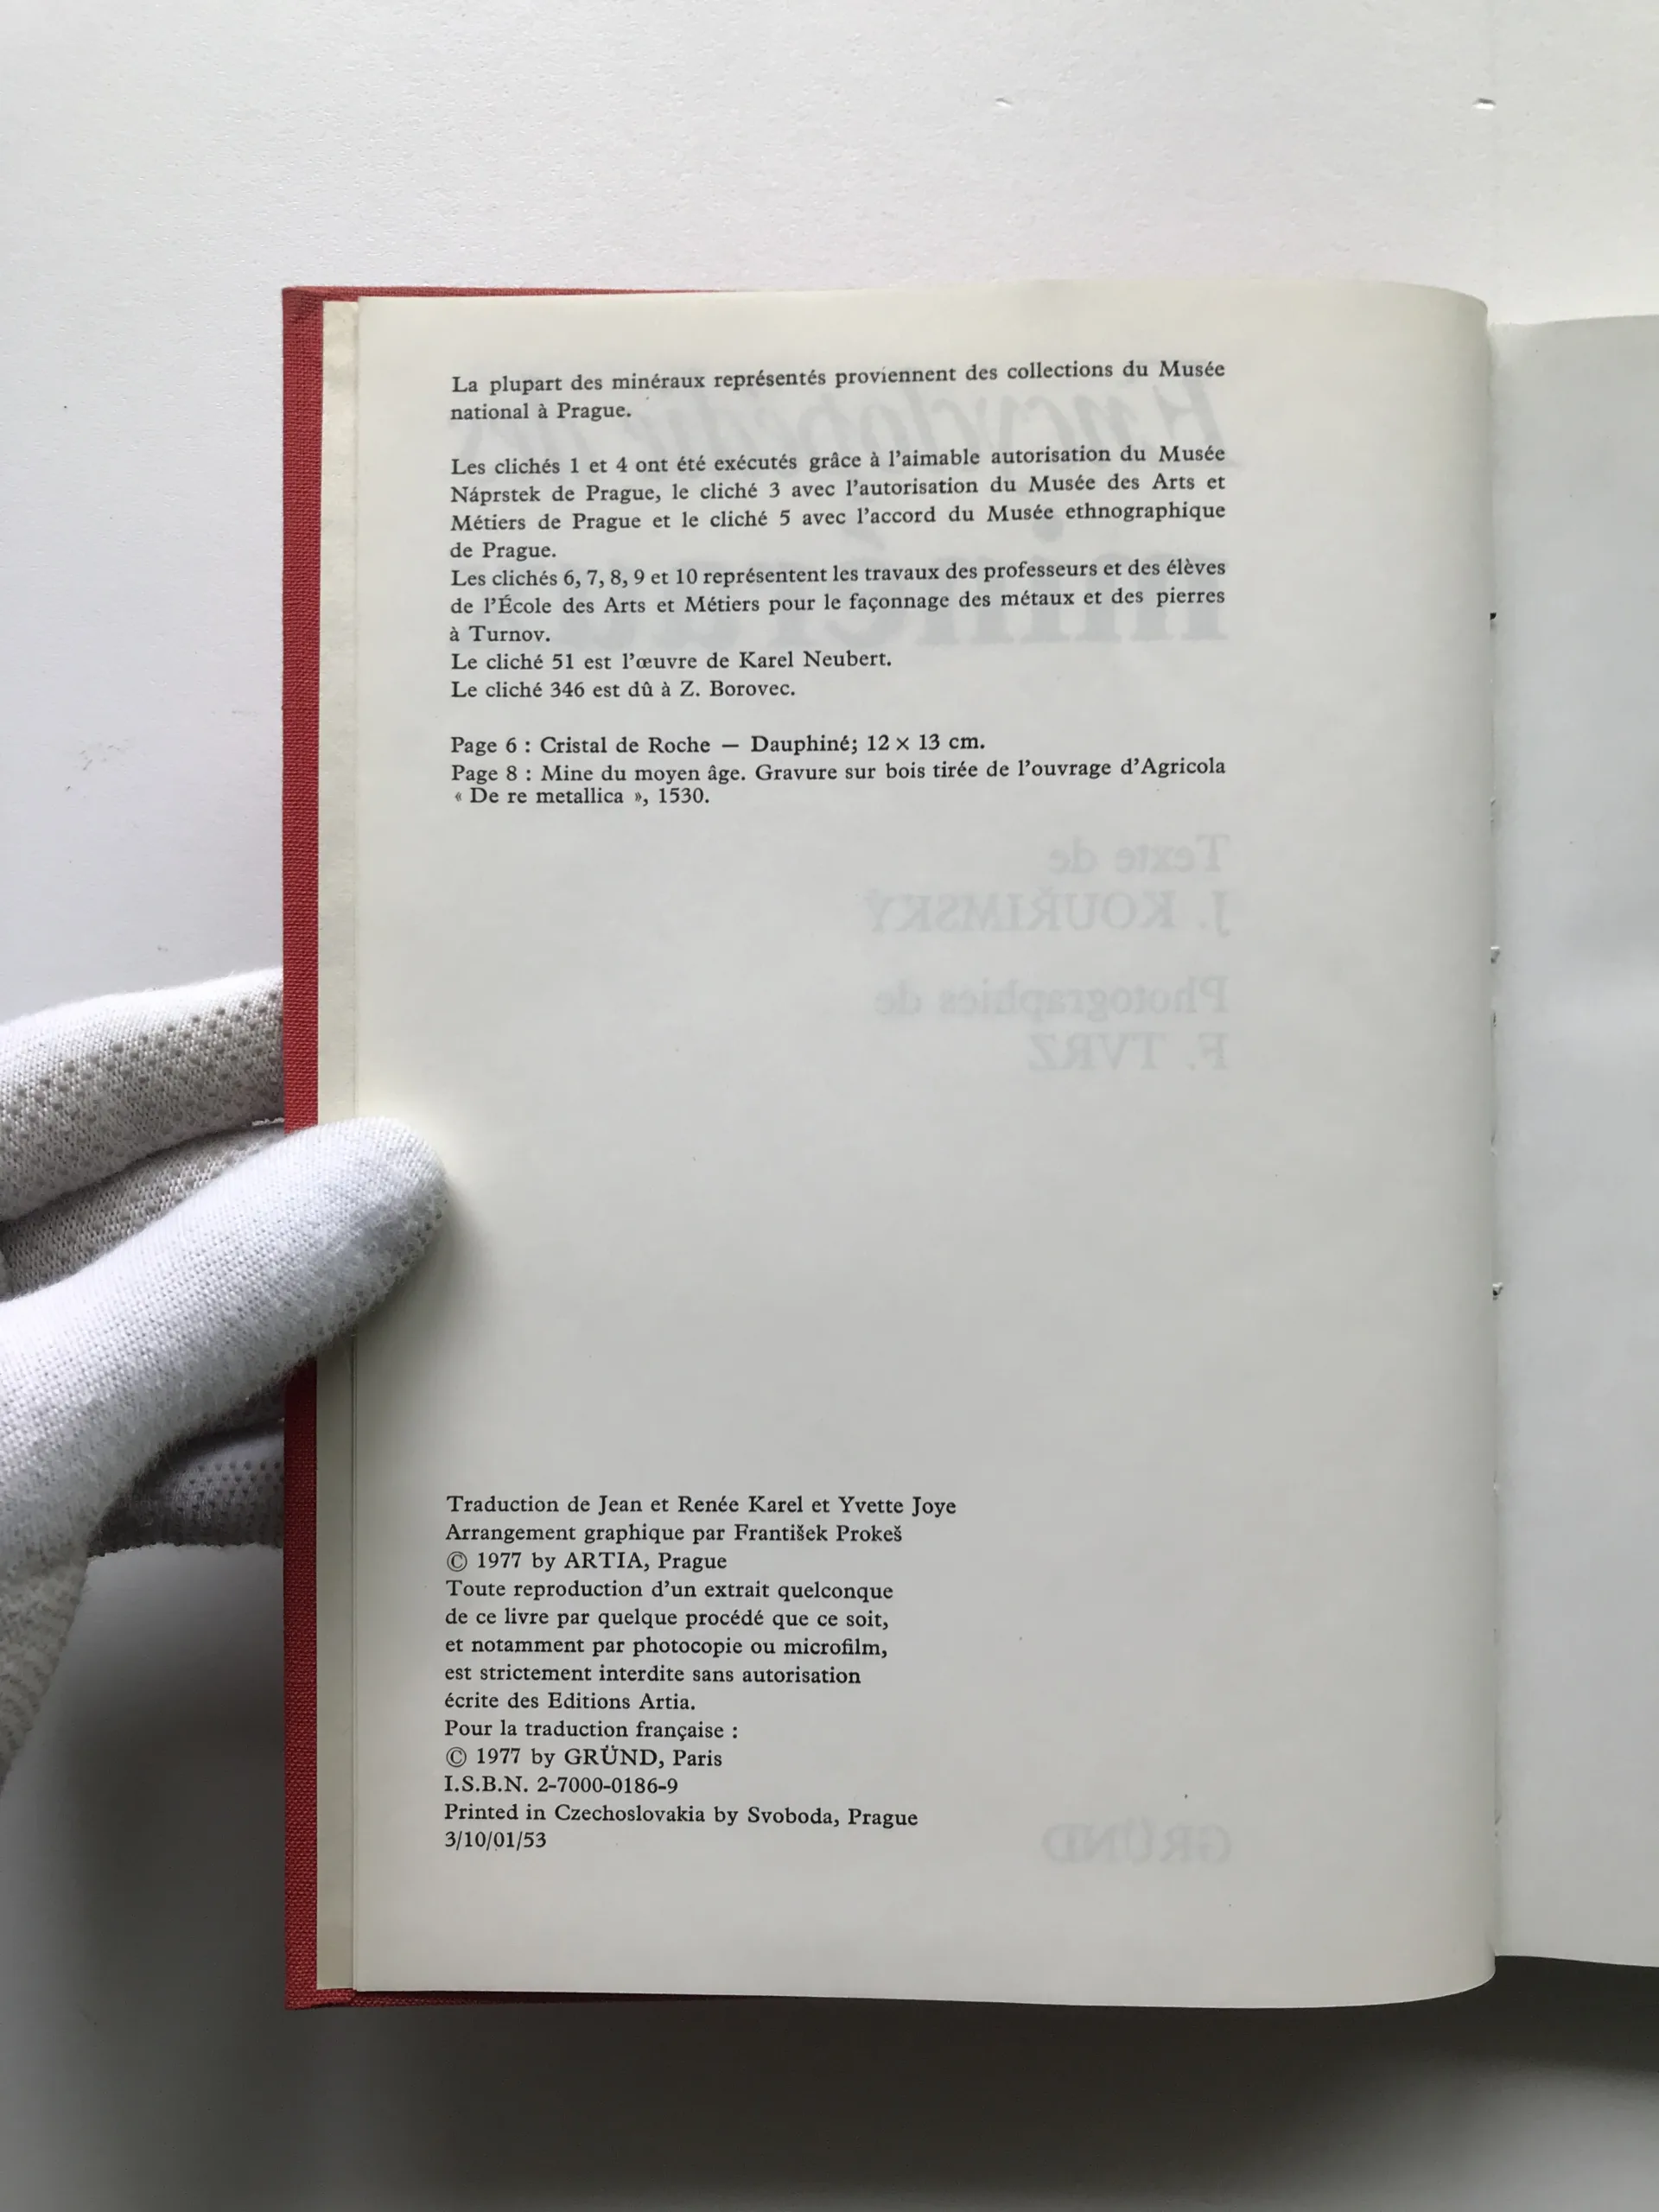 La plupart des minéraux représentés proviennent des collections du Musée
national à Prague.
Les clichés 1 et 4 ont été exécutés grâce à l'aimable autorisation du Musée
Náprstek de Prague, le cliché 3 avec l'autorisation du Musée des Arts et
Métiers de Prague et le cliché 5 avec l'accord du Musée ethnographique
de Prague.
Les clichés 6, 7, 8, 9 et 10 représentent les travaux des professeurs et des élèves
de l'École des Arts et Métiers pour le façonnage des métaux et des pierres
à Turnov.
Le cliché 51 est l'œuvre de Karel Neubert.
Le cliché 346 est dû à Z. Borovec.
Page 6 : Cristal de Roche — Dauphiné; 12 × 13 cm.
Page 8 : Mine du moyen âge. Gravure sur bois tirée de l'ouvrage d'Agricola
« De re metallica », 1530.
Encyclopédie des
minéraux
Texte de
J. KOUŘIMSKÝ
Photographies de
F. TVRZ
Traduction de Jean et Renée Karel et Yvette Joye
Arrangement graphique par František Prokeš
© 1977 by ARTIA, Prague
Toute reproduction d'un extrait quelconque
de ce livre par quelque procédé que ce soit,
et notamment par photocopie ou microfilm,
est strictement interdite sans autorisation
écrite des Editions Artia.
Pour la traduction française :
© 1977 by GRÜND, Paris
I.S.B.N. 2-7000-0186-9
Printed in Czechoslovakia by Svoboda, Prague
3/10/01/53
GRÜND